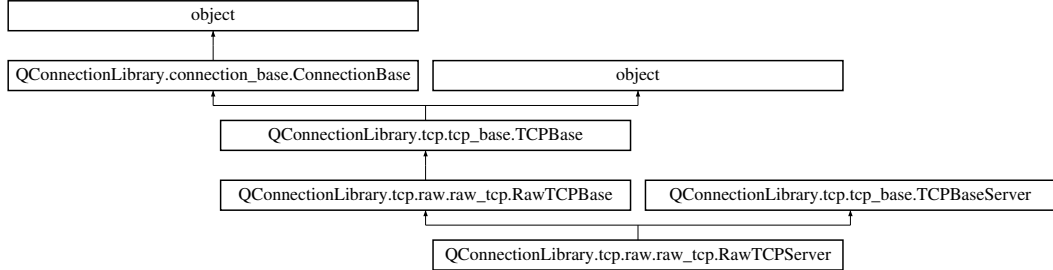 object
QConnectionLibrary.connection_base.ConnectionBase
object
QConnectionLibrary.tcp.tcp_base.TCPBase
QConnectionLibrary.tcp.raw.raw_tcp.RawTCPBase
QConnectionLibrary.tcp.tcp_base.TCPBaseServer
QConnectionLibrary.tcp.raw.raw_tcp.RawTCPServer